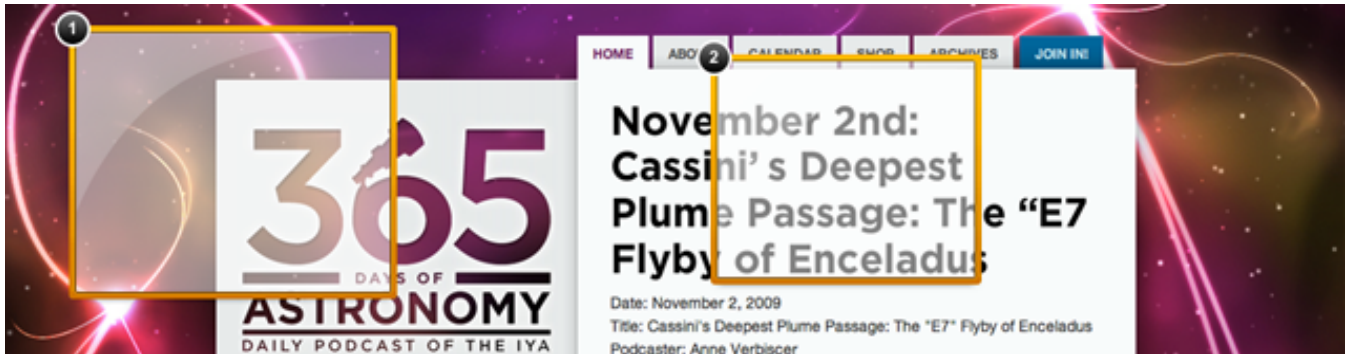 1
2
HOME ABOUT CALENDAR SHOP ARCHIVES JOIN IN!
365
DAYS OF
ASTRONOMY
DAILY PODCAST OF THE IYA
November 2nd:
Cassini’ s Deepest
Plume Passage: The “E7
Flyby of Enceladus
Date: November 2, 2009
Title: Cassini's Deepest Plume Passage: The "E7" Flyby of Enceladus
Podcaster: Anne Verbiscer